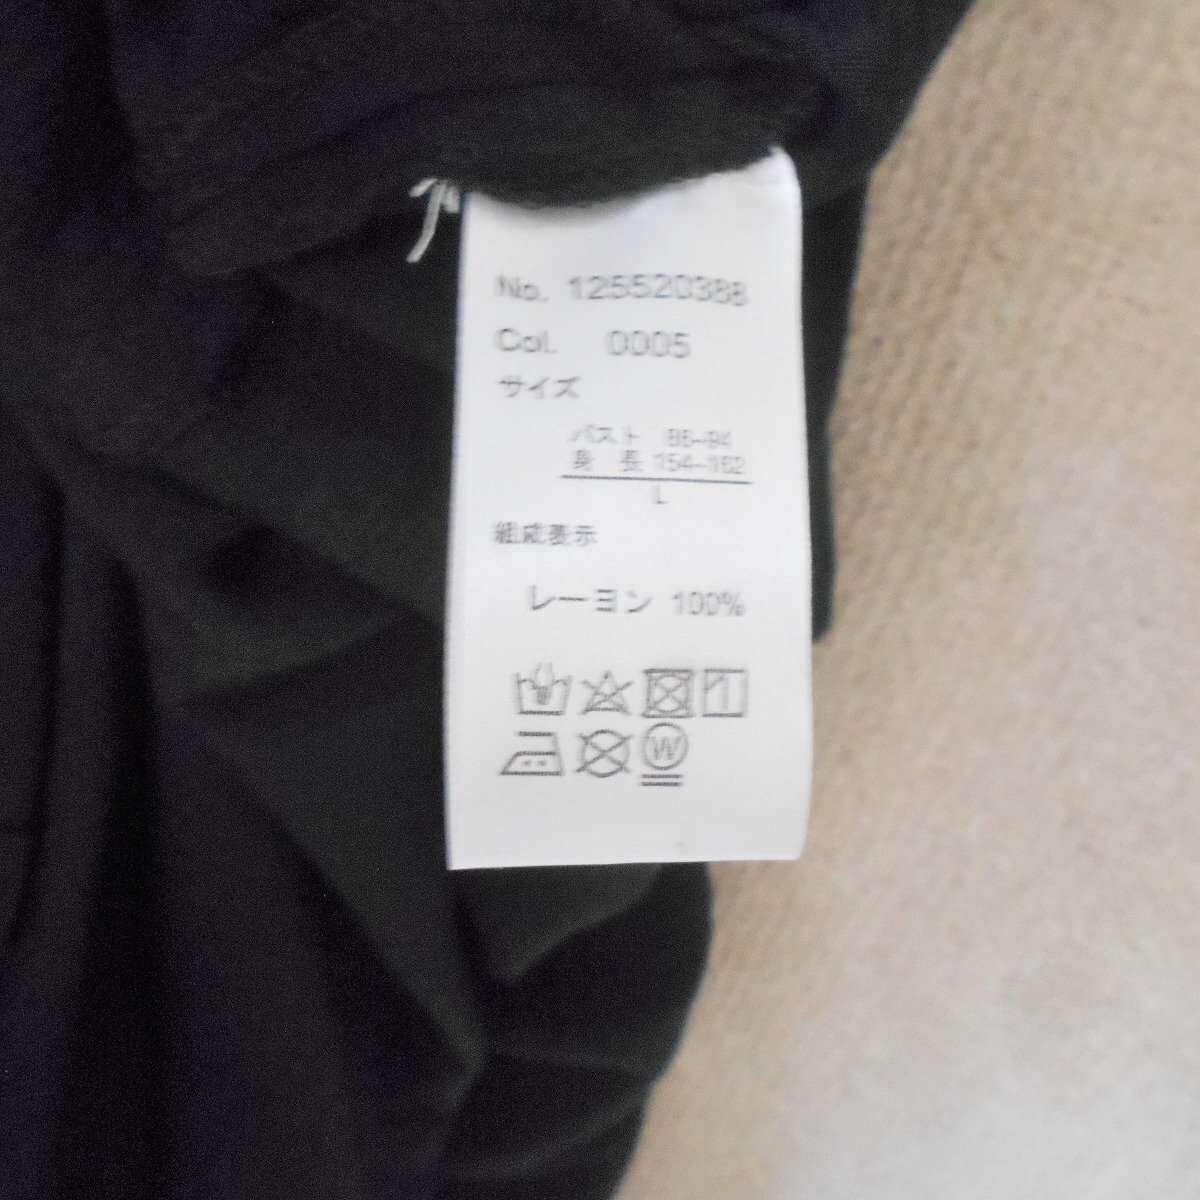 No. 125520388
Col. 0005
サイズ
バスト 86-94
身長 154-162
L
組成表示
レーヨン 100%
W